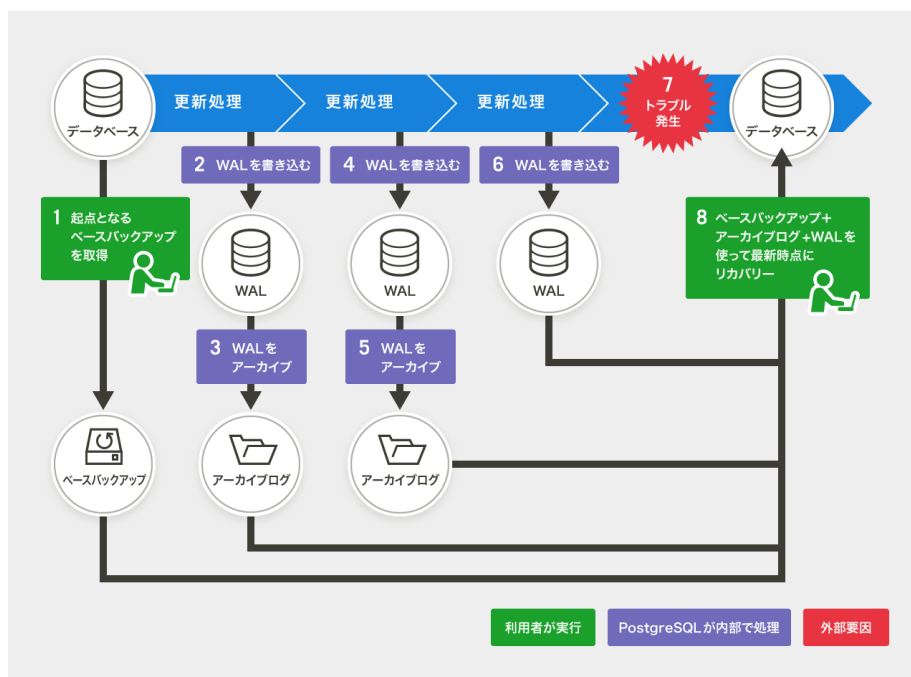 データベース
更新処理
更新処理
更新処理
7
トラブル
発生
データベース
2 WALを書き込む
4 WALを書き込む
6 WALを書き込む
1 起点となる
ベースバックアップ
を取得
WAL
WAL
WAL
8 ベースバックアップ+
アーカイブログ+WALを
使って最新時点に
リカバリー
3 WALを
アーカイブ
5 WALを
アーカイブ
ベースバックアップ
アーカイブログ
アーカイブログ
利用者が実行
PostgreSQLが内部で処理
外部要因